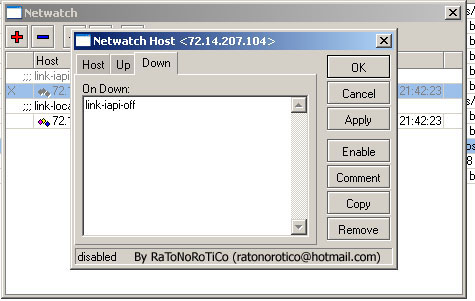 Netwatch
Host
;;; link-iapi
X 72.1 21:42:23
;;; link-loca
72.1 21:42:23
Netwatch Host <72.14.207.104>
Host Up Down
On Down:
link-iapi-off
OK
Cancel
Apply
Enable
Comment
Copy
Remove
disabled By RaToNoRoTiCo (ratonorotico@hotmail.com)